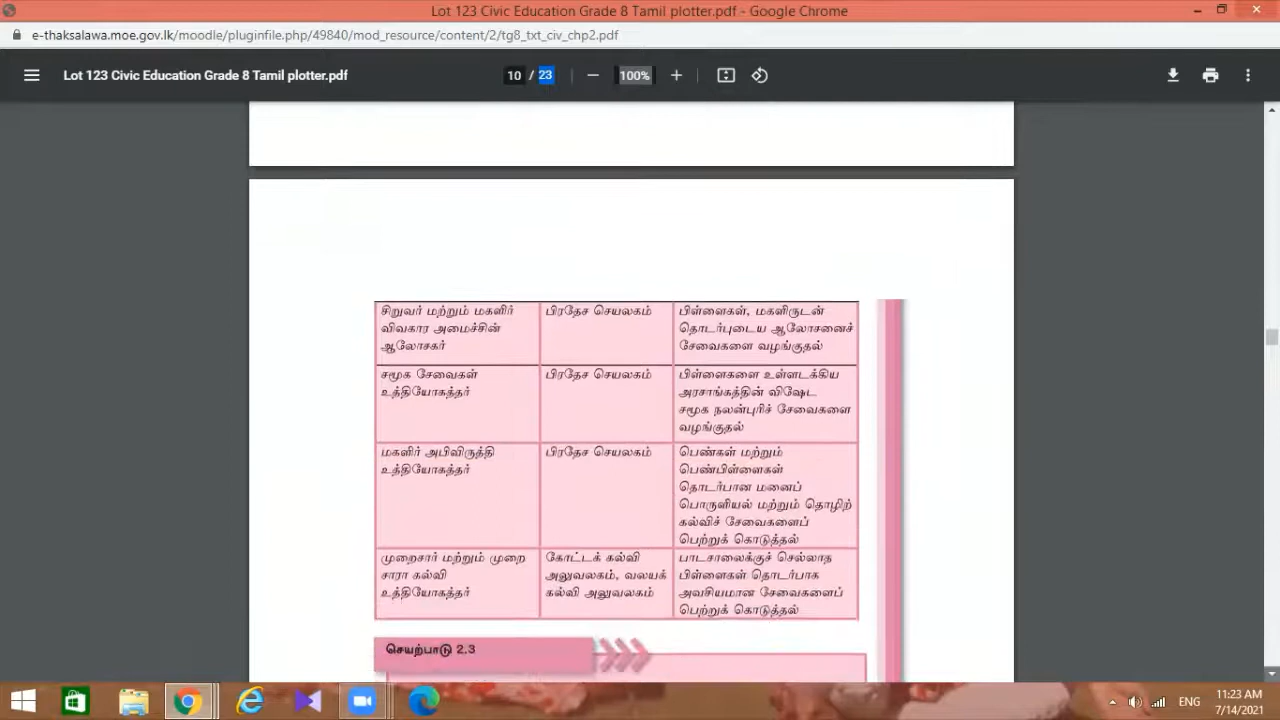 Lot 123 Civic Education Grade 8 Tamil plotter.pdf - Google Chrome
e-thaksalawa.moe.gov.lk/moodle/pluginfile.php/49840/mod_resource/content/2/tg8_txt_civ_chp2.pdf
Lot 123 Civic Education Grade 8 Tamil plotter.pdf
10 / 23
100%
சிறுவர் மற்றும் மகளிர்
விவகார அமைச்சின்
ஆலோசகர்
பிரதேச செயலகம்
பிள்ளைகள், மகளிருடன்
தொடர்புடைய ஆலோசனைச்
சேவைகளை வழங்குதல்
சமூக சேவைகள்
உத்தியோகத்தர்
பிரதேச செயலகம்
பிள்ளைகளை உள்ளடக்கிய
அரசாங்கத்தின் விஷேட
சமூக நலன்புரிச் சேவைகளை
வழங்குதல்
மகளிர் அபிவிருத்தி
உத்தியோகத்தர்
பிரதேச செயலகம்
பெண்கள் மற்றும்
பெண்பிள்ளைகள்
தொடர்பான மனைப்
பொருளியல் மற்றும் தொழிற்
கல்விச் சேவைகளைப்
பெற்றுக் கொடுத்தல்
முறைசார் மற்றும் முறை
சாரா கல்வி
உத்தியோகத்தர்
கோட்டக் கல்வி
அலுவலகம், வலயக்
கல்வி அலுவலகம்
பாடசாலைக்குச் செல்லாத
பிள்ளைகள் தொடர்பாக
அவசியமான சேவைகளைப்
பெற்றுக் கொடுத்தல்
செயற்பாடு 2.3
ENG
11:23 AM
7/14/2021